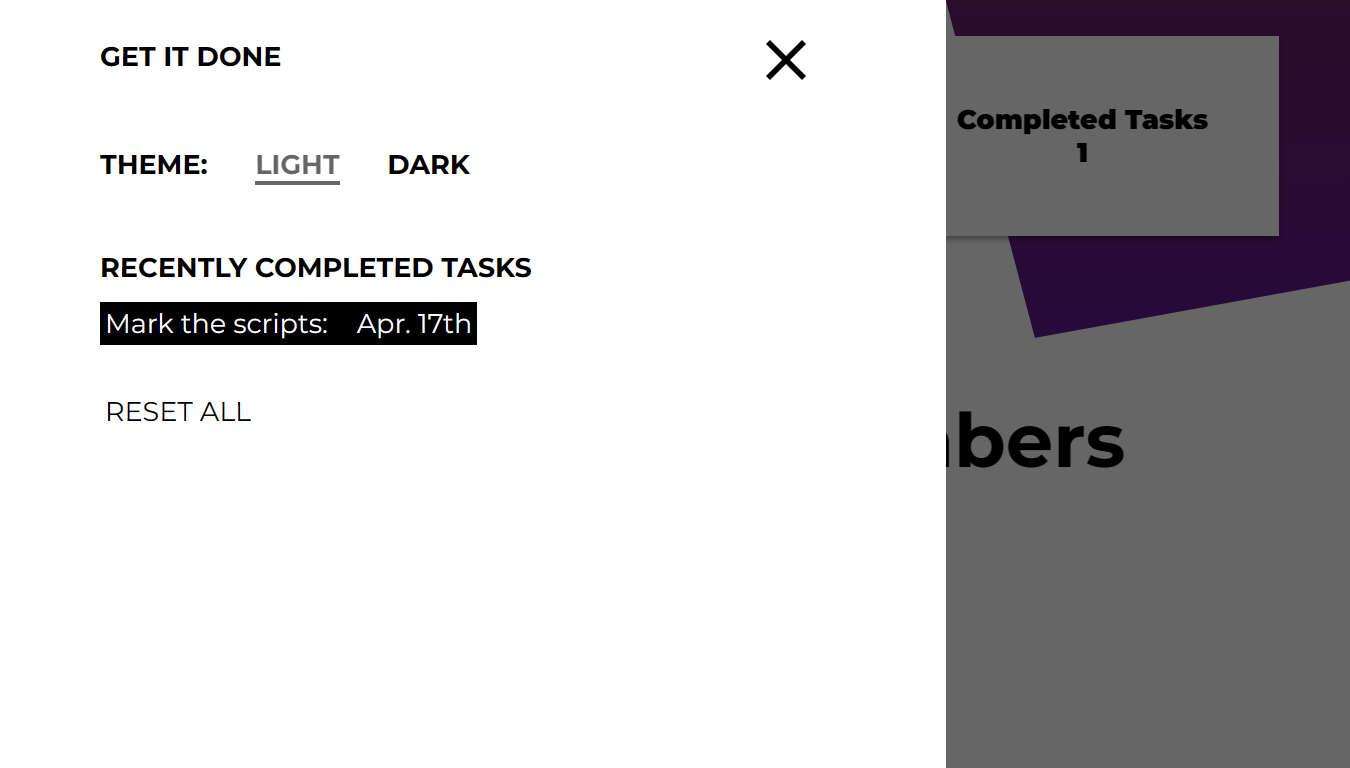 GET IT DONE
THEME: LIGHT DARK
RECENTLY COMPLETED TASKS
Mark the scripts: Apr. 17th
RESET ALL
Completed Tasks
1
bers